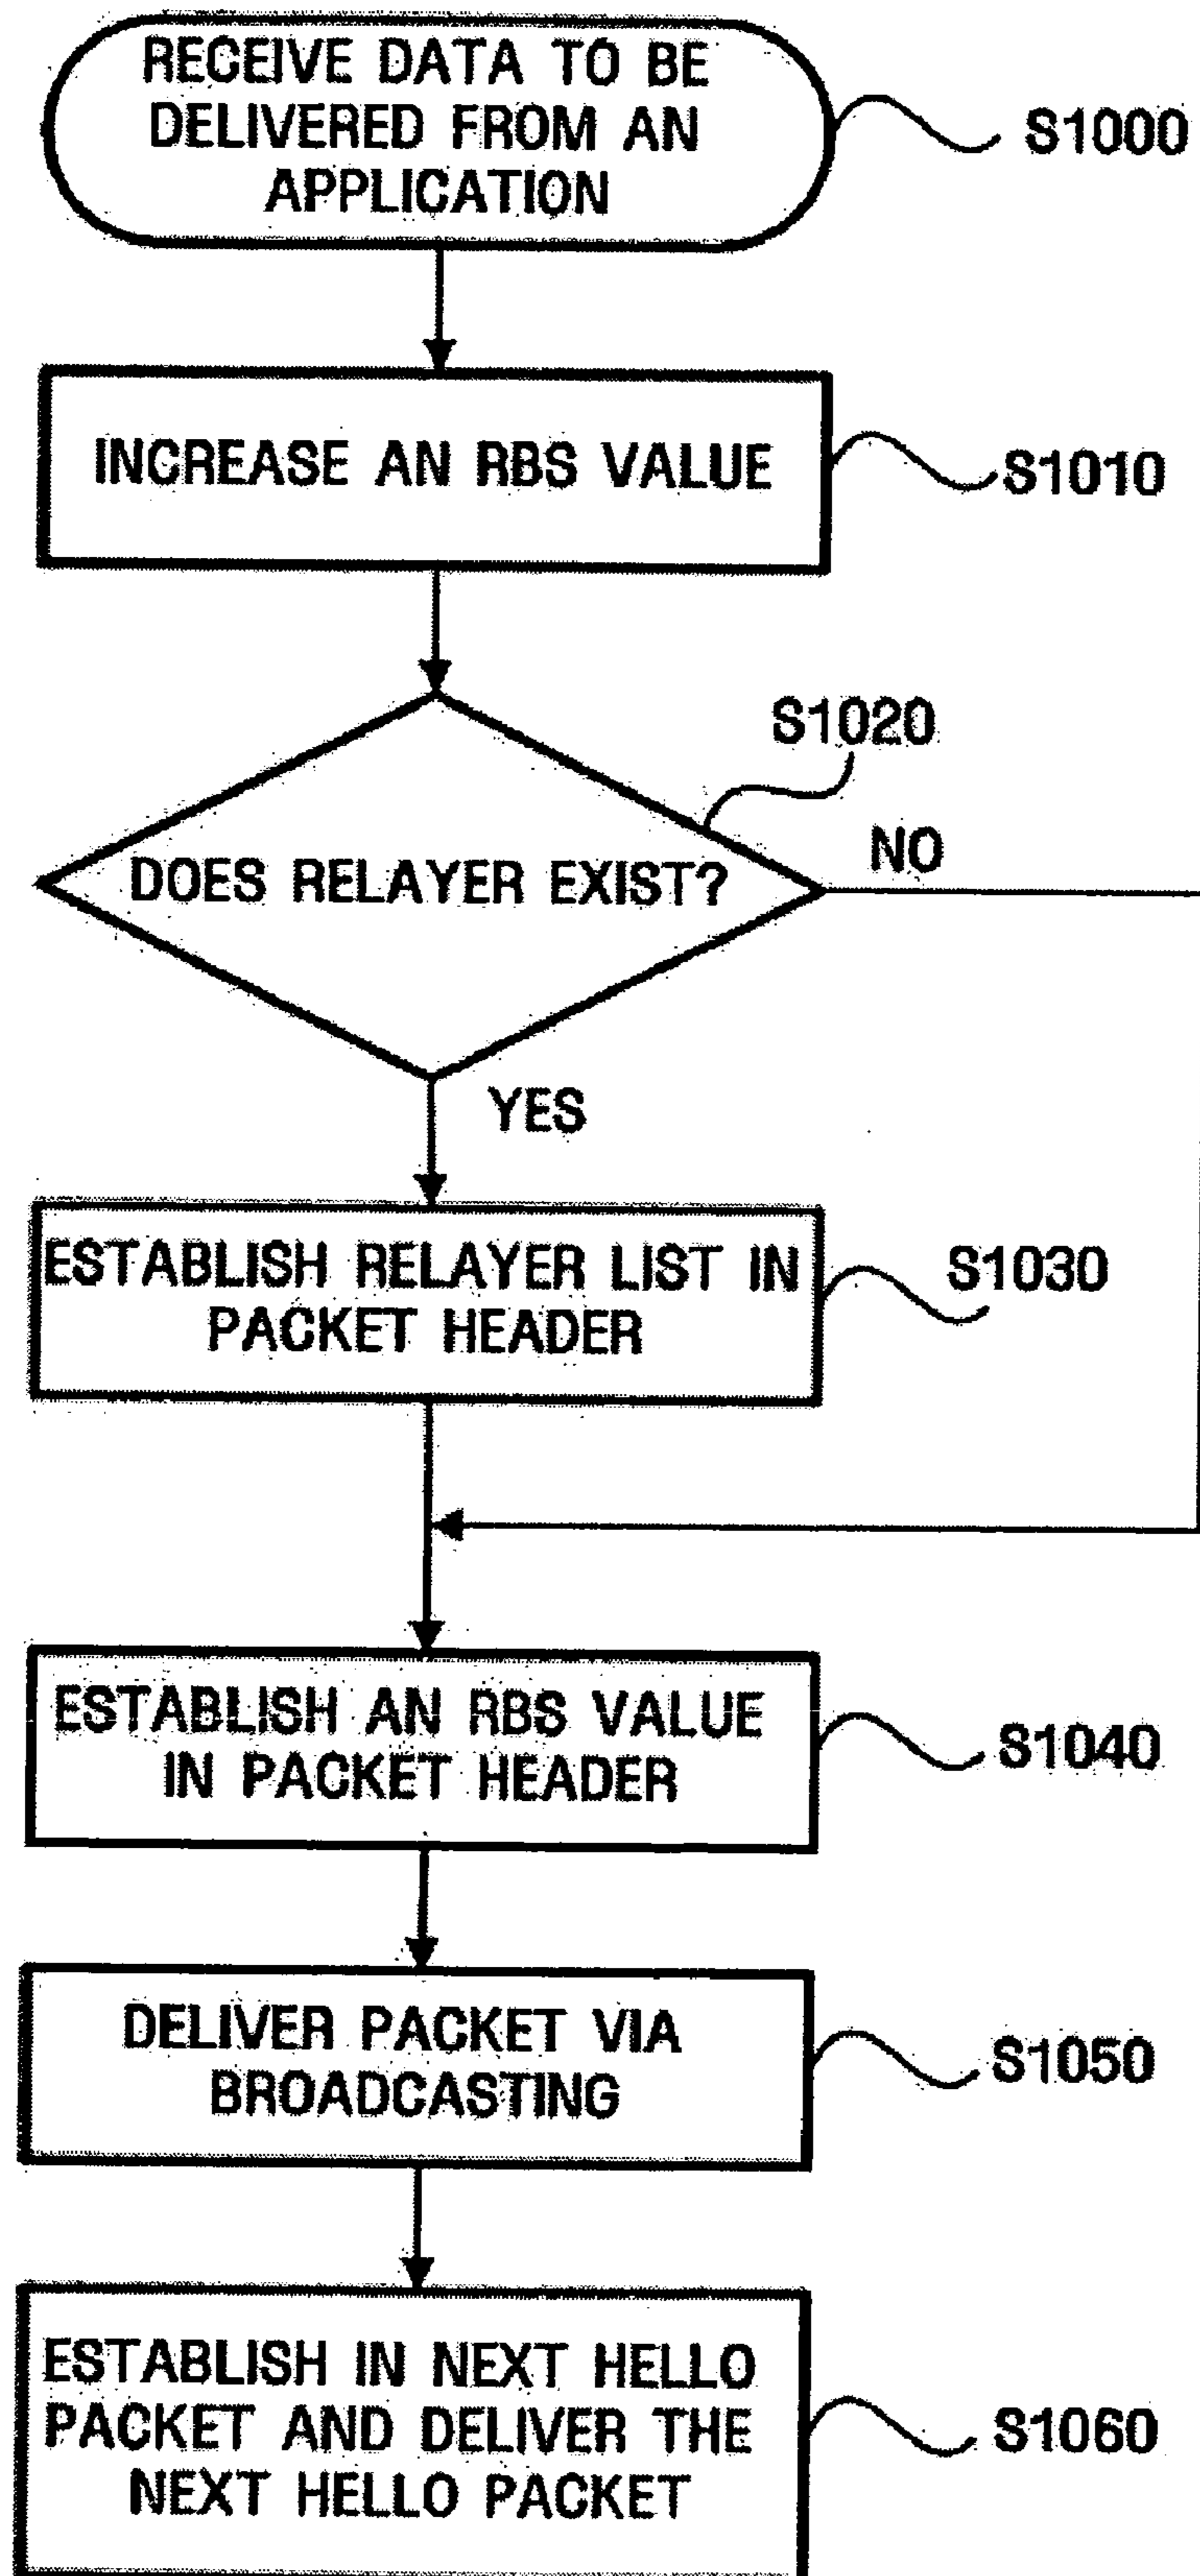 RECEIVE DATA TO BE
DELIVERED FROM AN
APPLICATION
S1000
INCREASE AN RBS VALUE
S1010
S1020
DOES RELAYER EXIST?
NO
YES
ESTABLISH RELAYER LIST IN
PACKET HEADER
S1030
ESTABLISH AN RBS VALUE
IN PACKET HEADER
S1040
DELIVER PACKET VIA
BROADCASTING
S1050
ESTABLISH IN NEXT HELLO
PACKET AND DELIVER THE
NEXT HELLO PACKET
S1060